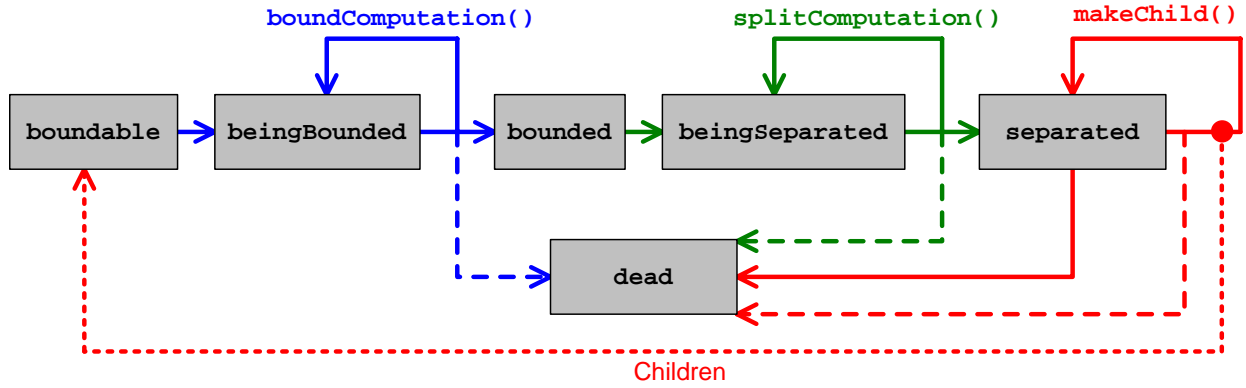 boundComputation()
splitComputation()
makeChild()
boundable
beingBounded
bounded
beingSeparated
separated
dead
Children